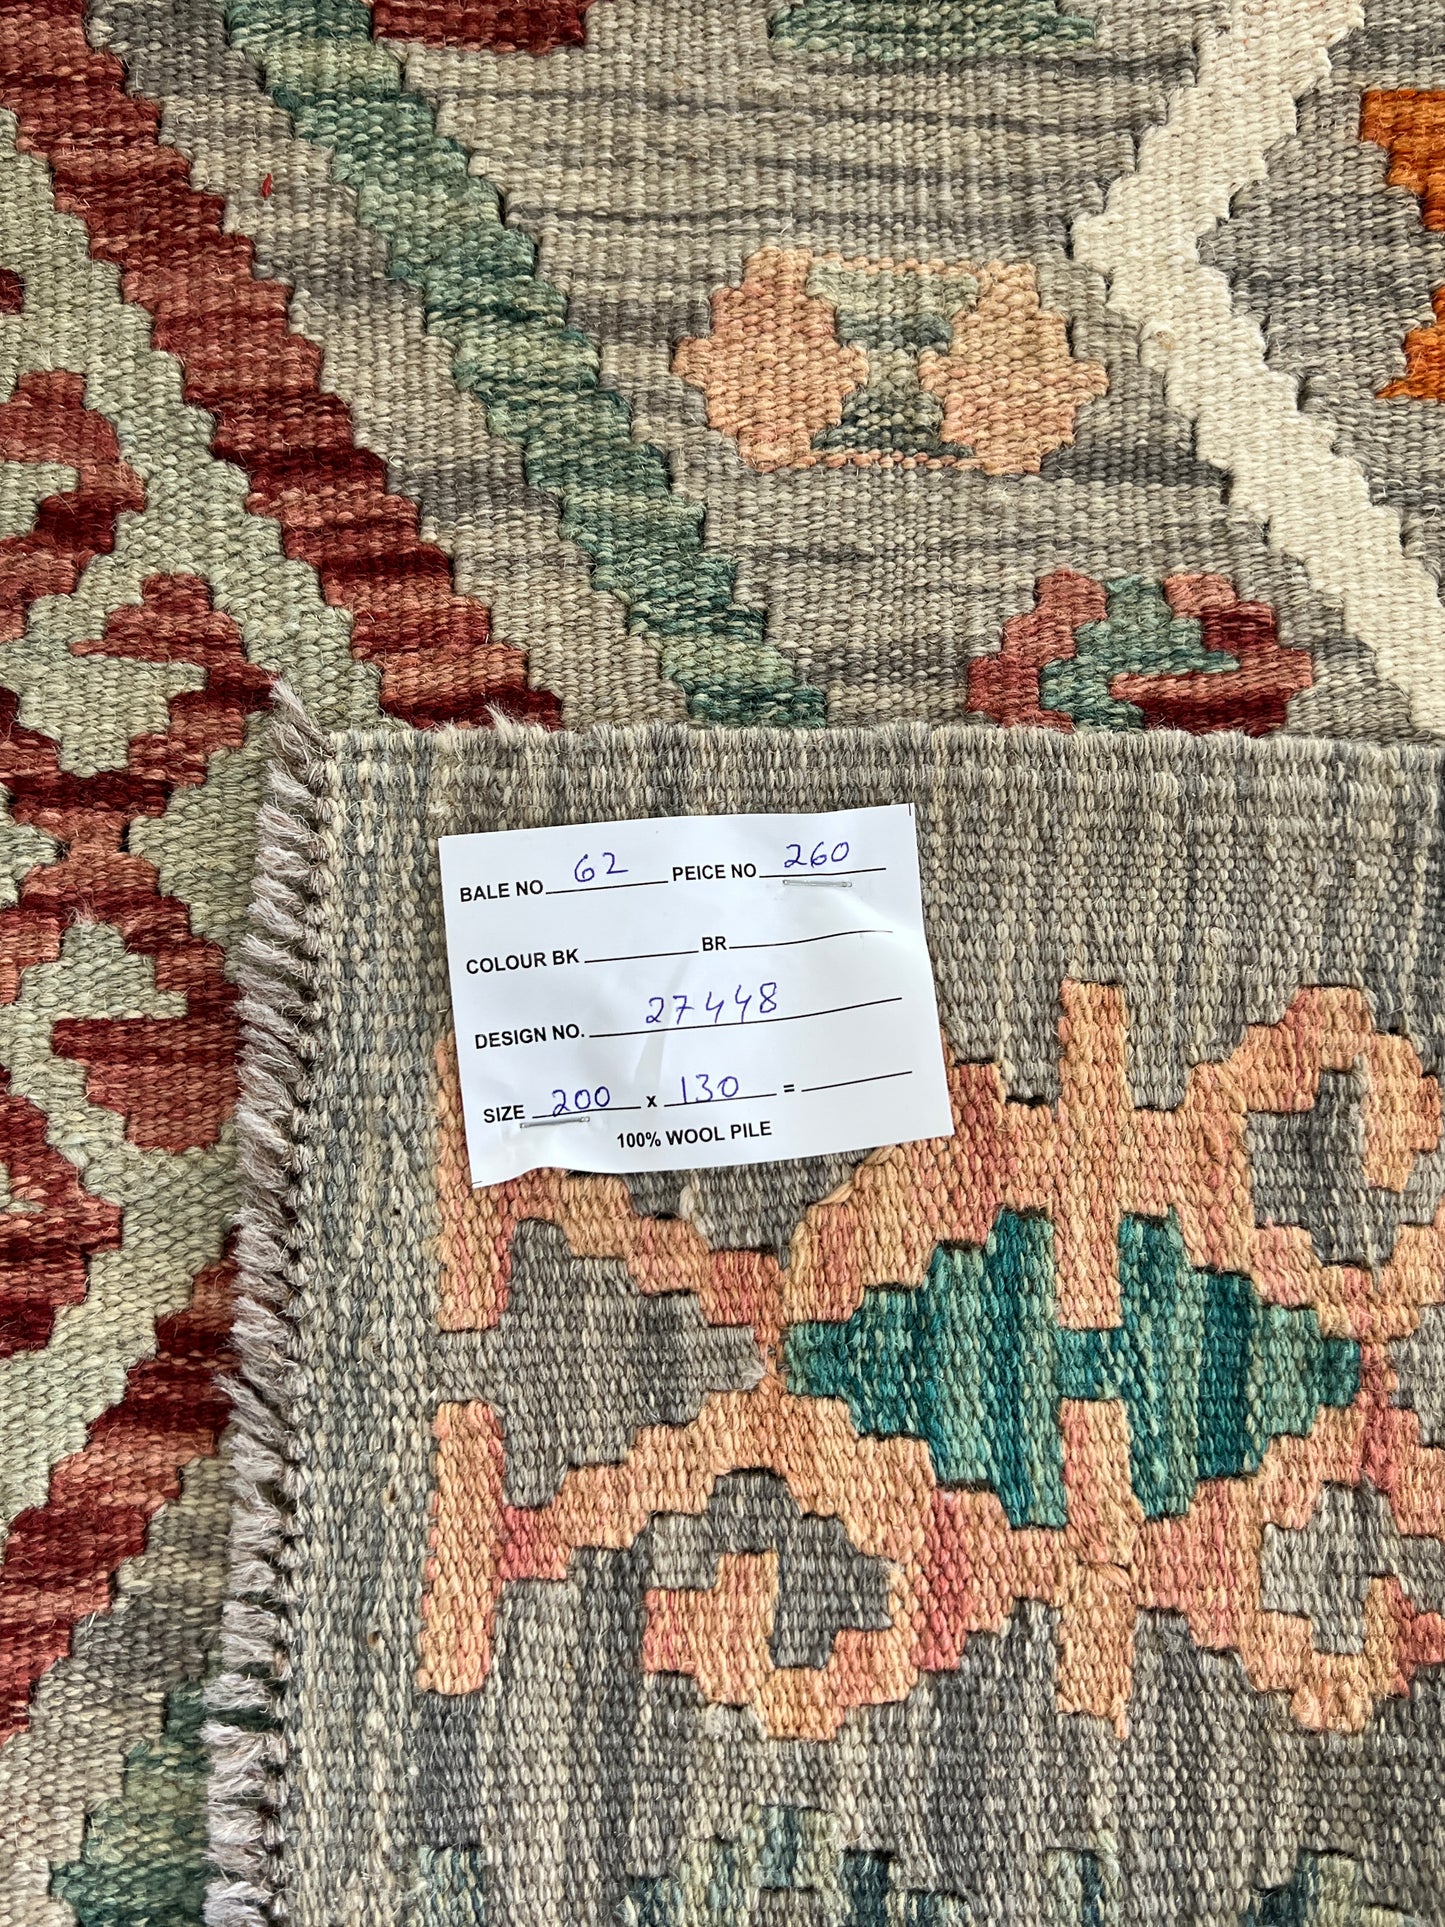 BALE NO 62 PEICE NO 260
COLOUR BK BR
DESIGN NO. 27448
SIZE 200 x 130 =
100% WOOL PILE